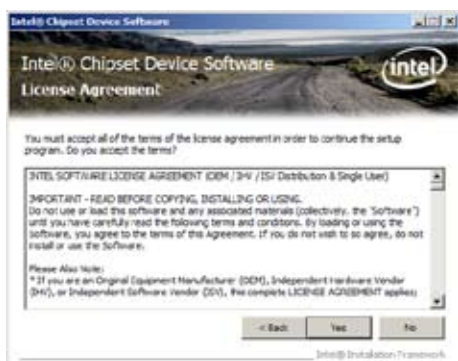 Intel® Chipset Device Software
Intel® Chipset Device Software
License Agreement
intel
You must accept all of the terms of the license agreement in order to continue the setup
program. Do you accept the terms?
INTEL SOFTWARE LICENSE AGREEMENT (OEM / IHV / ISV Distribution & Single User)
IMPORTANT - READ BEFORE COPYING, INSTALLING OR USING.
Do not use or load this software and any associated materials (collectively, the "Software")
until you have carefully read the following terms and conditions. By loading or using the
Software, you agree to the terms of this Agreement. If you do not wish to so agree, do not
install or use the Software.
Please Also Note:
* If you are an Original Equipment Manufacturer (OEM), Independent Hardware Vendor
(IHV), or Independent Software Vendor (ISV), this complete LICENSE AGREEMENT applies;
< Back
Yes
No
Intel® Installation Framework